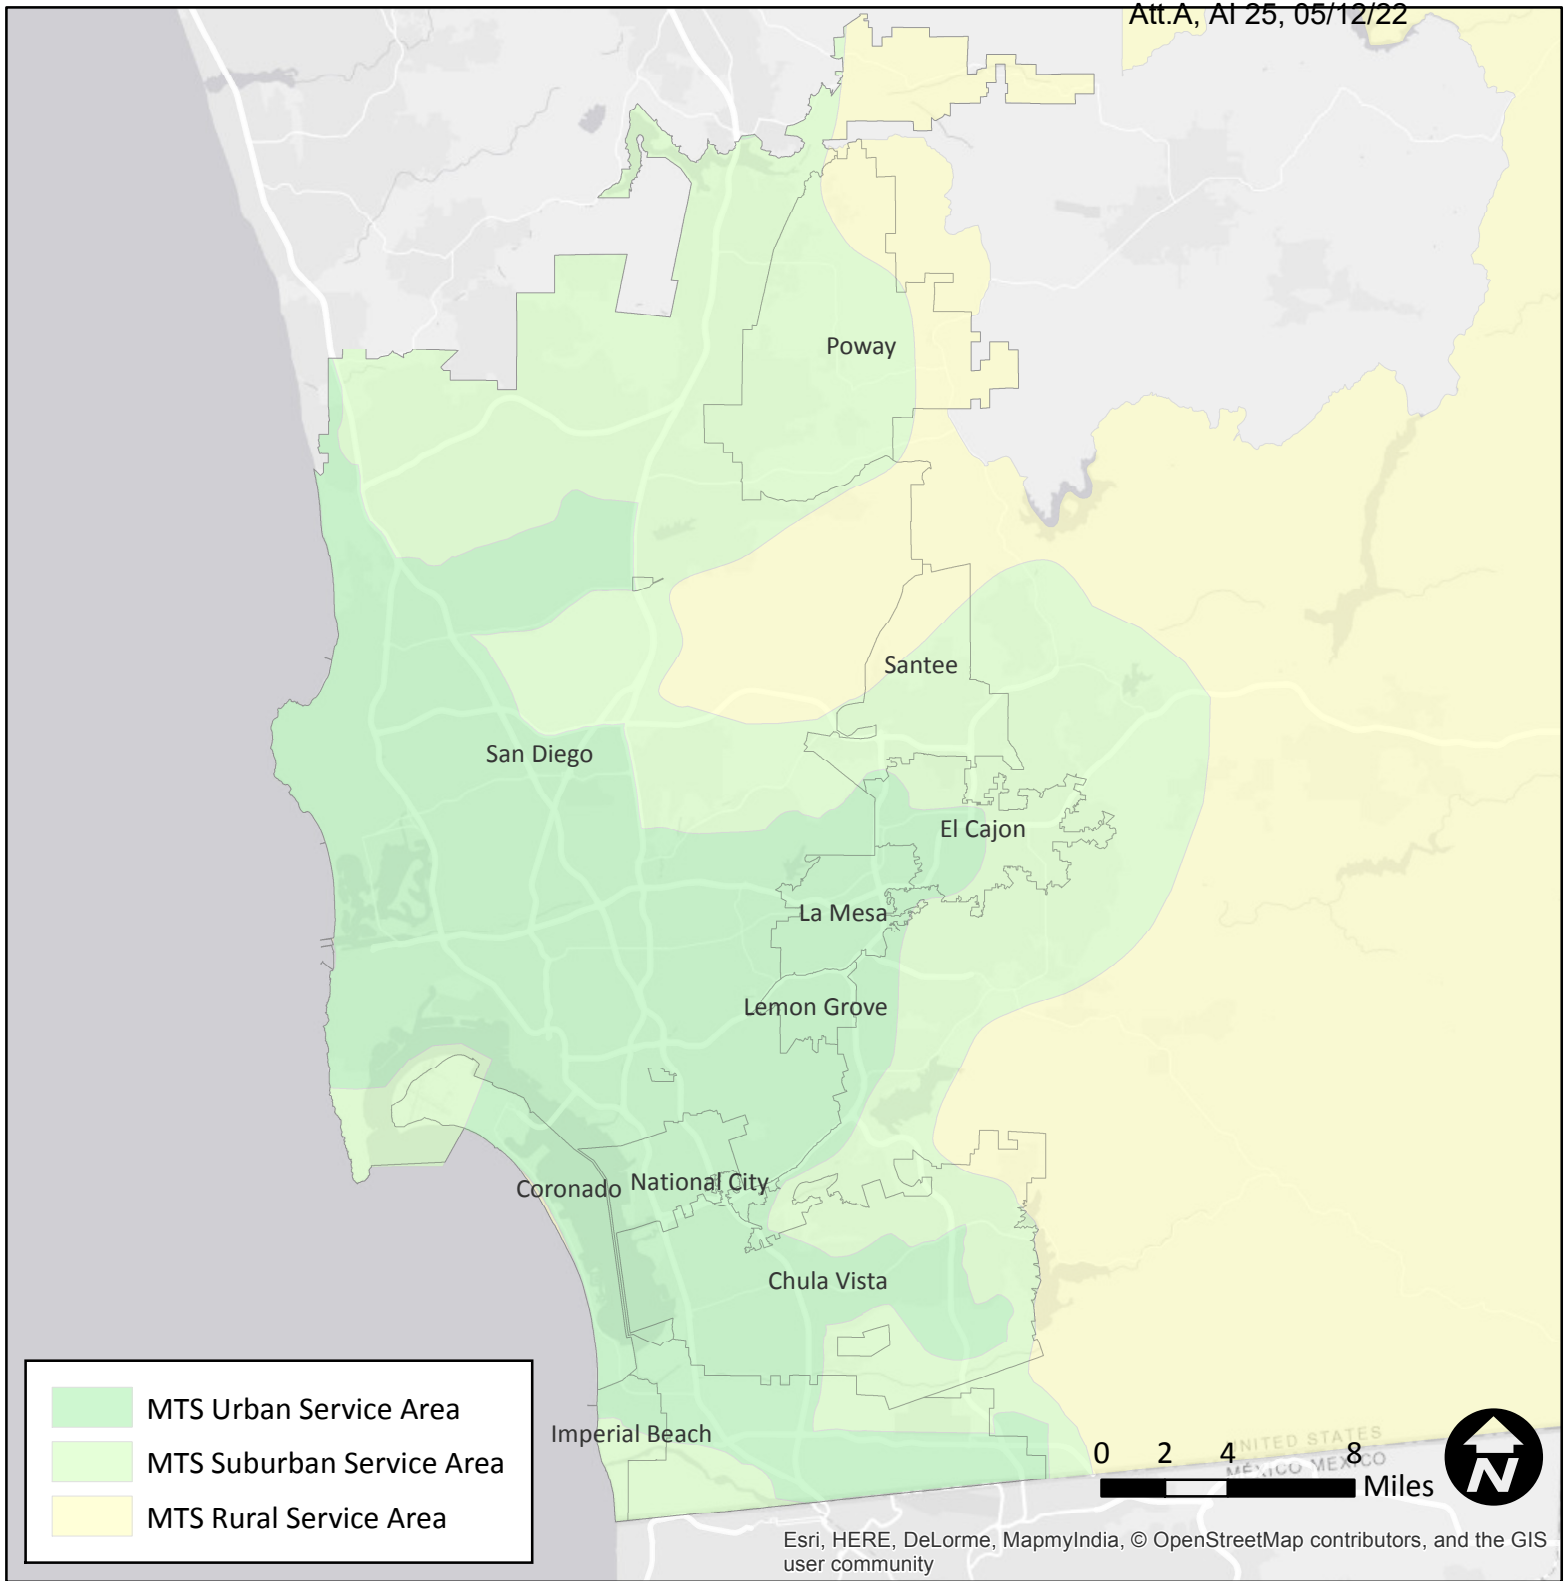 Att.A, AI 25, 05/12/22
Poway
Santee
San Diego
El Cajon
La Mesa
Lemon Grove
National City
Coronado
Chula Vista
Imperial Beach
MTS Urban Service Area
MTS Suburban Service Area
MTS Rural Service Area
UNITED STATES
MÉXICO MEXICO
0 2 4 8
Miles
N
Esri, HERE, DeLorme, MapmyIndia, © OpenStreetMap contributors, and the GIS
user community